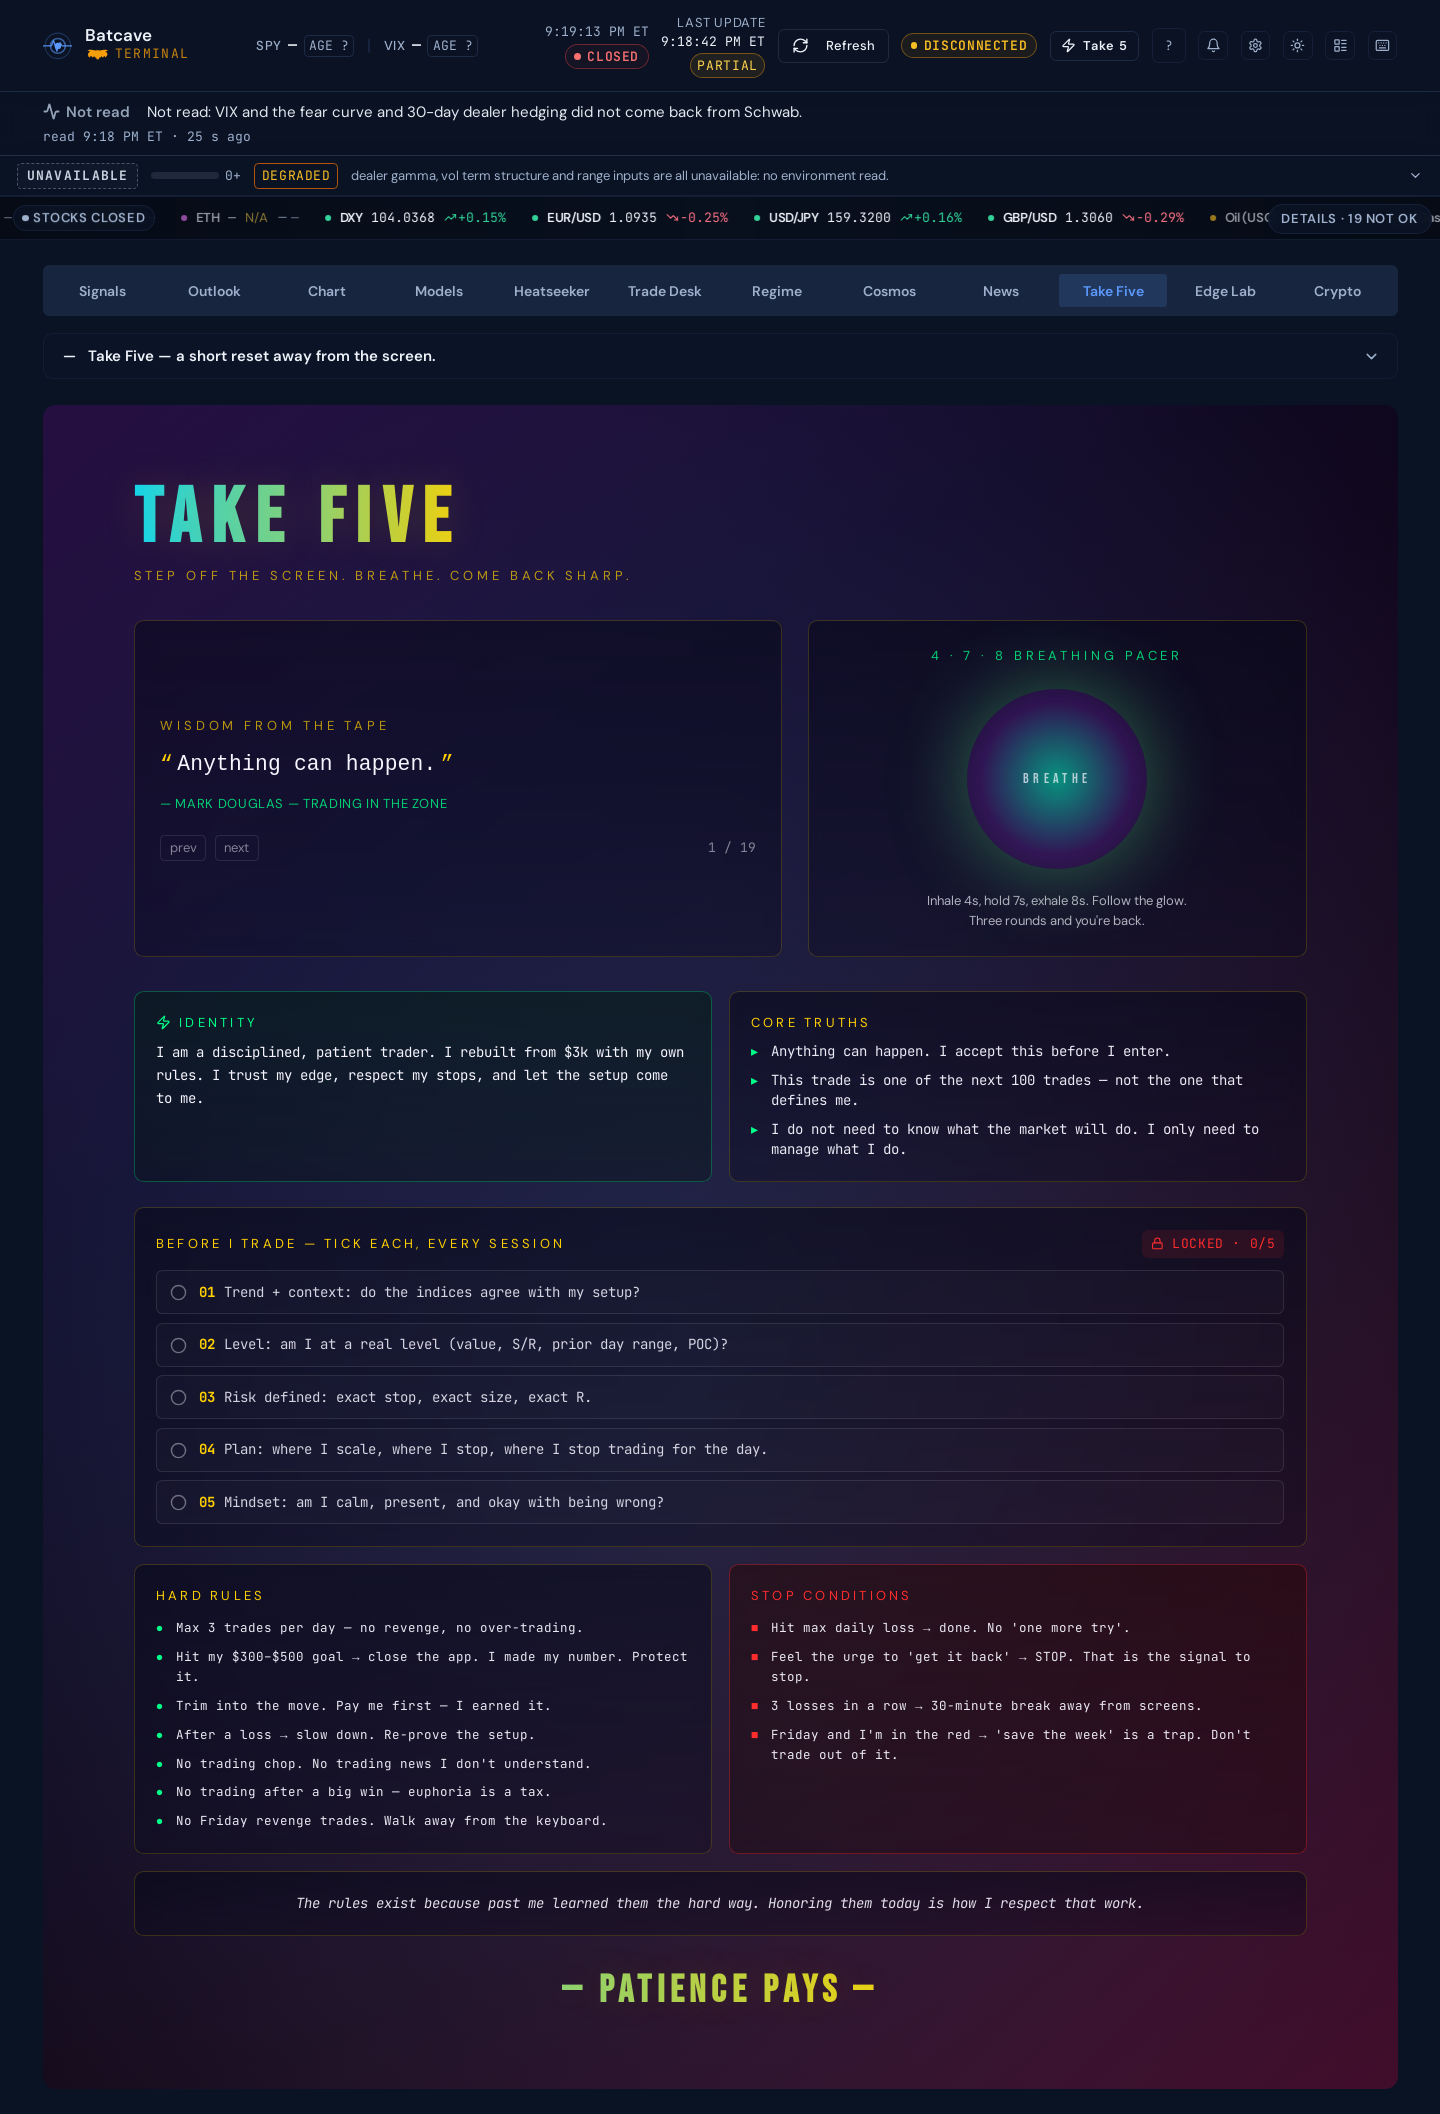 Batcave
TERMINAL
SPY — AGE ? | VIX — AGE ?
9:19:13 PM ET
CLOSED
LAST UPDATE
9:18:42 PM ET
PARTIAL
Refresh
DISCONNECTED
Take 5
?
Not read Not read: VIX and the fear curve and 30-day dealer hedging did not come back from Schwab.
read 9:18 PM ET · 25 s ago
UNAVAILABLE 0+ DEGRADED dealer gamma, vol term structure and range inputs are all unavailable: no environment read.
STOCKS CLOSED ETH — N/A —— DXY 104.0368 +0.15% EUR/USD 1.0935 -0.25% USD/JPY 159.3200 +0.16% GBP/USD 1.3060 -0.29% DETAILS · 19 NOT OK
Signals Outlook Chart Models Heatseeker Trade Desk Regime Cosmos News Take Five Edge Lab Crypto
— Take Five — a short reset away from the screen.
TAKE FIVE
STEP OFF THE SCREEN. BREATHE. COME BACK SHARP.
WISDOM FROM THE TAPE
“Anything can happen.”
— MARK DOUGLAS — TRADING IN THE ZONE
prev next 1 / 19
4 · 7 · 8 BREATHING PACER
BREATHE
Inhale 4s, hold 7s, exhale 8s. Follow the glow.
Three rounds and you're back.
IDENTITY
I am a disciplined, patient trader. I rebuilt from $3k with my own
rules. I trust my edge, respect my stops, and let the setup come
to me.
CORE TRUTHS
▸ Anything can happen. I accept this before I enter.
▸ This trade is one of the next 100 trades — not the one that
defines me.
▸ I do not need to know what the market will do. I only need to
manage what I do.
BEFORE I TRADE — TICK EACH, EVERY SESSION
LOCKED · 0/5
01 Trend + context: do the indices agree with my setup?
02 Level: am I at a real level (value, S/R, prior day range, POC)?
03 Risk defined: exact stop, exact size, exact R.
04 Plan: where I scale, where I stop, where I stop trading for the day.
05 Mindset: am I calm, present, and okay with being wrong?
HARD RULES
● Max 3 trades per day — no revenge, no over-trading.
● Hit my $300–$500 goal → close the app. I made my number. Protect
it.
● Trim into the move. Pay me first — I earned it.
● After a loss → slow down. Re-prove the setup.
● No trading chop. No trading news I don't understand.
● No trading after a big win — euphoria is a tax.
● No Friday revenge trades. Walk away from the keyboard.
STOP CONDITIONS
■ Hit max daily loss → done. No 'one more try'.
■ Feel the urge to 'get it back' → STOP. That is the signal to
stop.
■ 3 losses in a row → 30-minute break away from screens.
■ Friday and I'm in the red → 'save the week' is a trap. Don't
trade out of it.
The rules exist because past me learned them the hard way. Honoring them today is how I respect that work.
— PATIENCE PAYS —